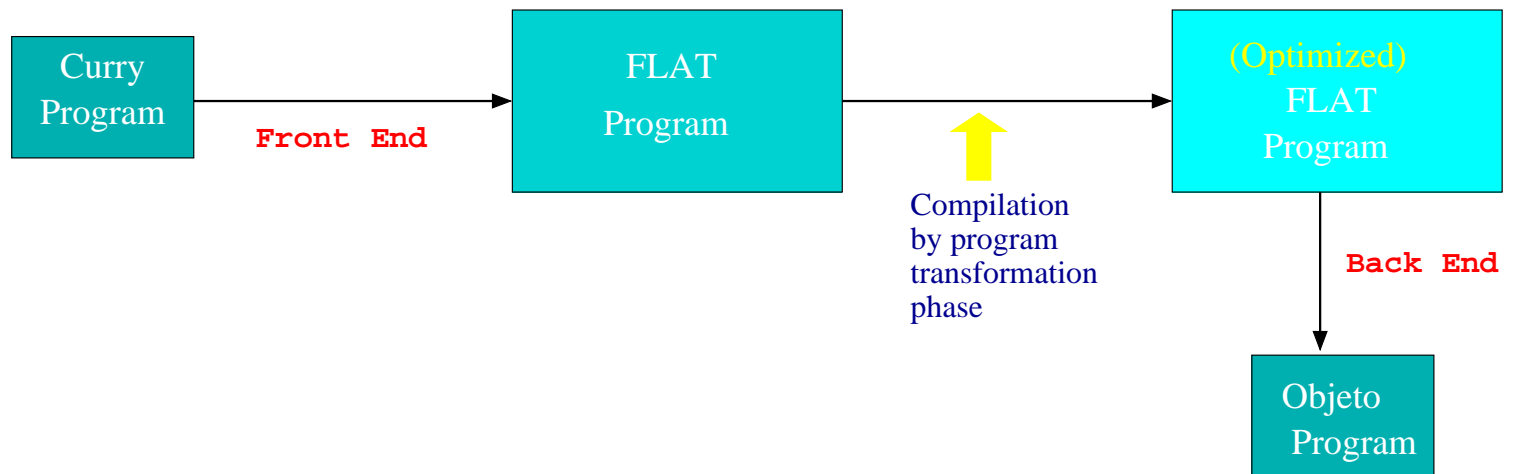 Curry
Program
Front End
FLAT
Program
Compilation
by program
transformation
phase
(Optimized)
FLAT
Program
Back End
Objeto
Program